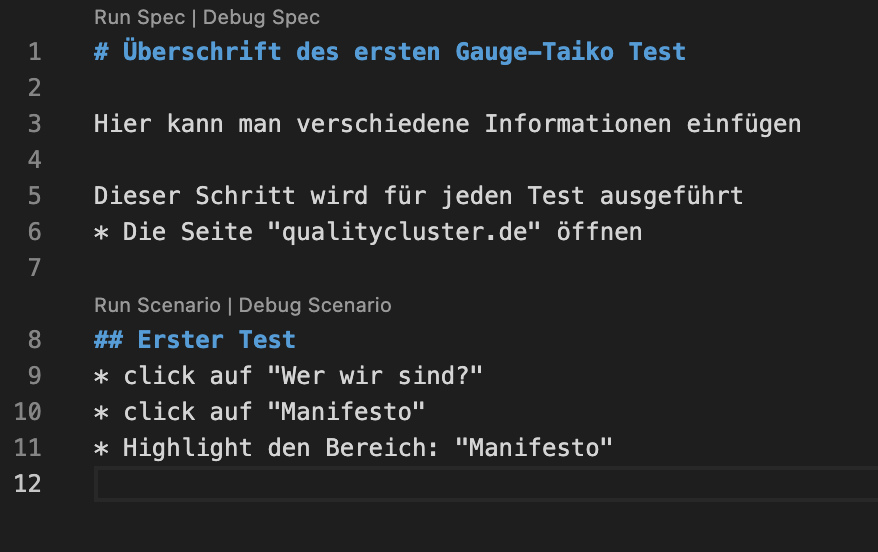 Run Spec | Debug Spec
1 # Überschrift des ersten Gauge-Taiko Test
2
3 Hier kann man verschiedene Informationen einfügen
4
5 Dieser Schritt wird für jeden Test ausgeführt
6 * Die Seite "qualitycluster.de" öffnen
7
Run Scenario | Debug Scenario
8 ## Erster Test
9 * click auf "Wer wir sind?"
10 * click auf "Manifesto"
11 * Highlight den Bereich: "Manifesto"
12